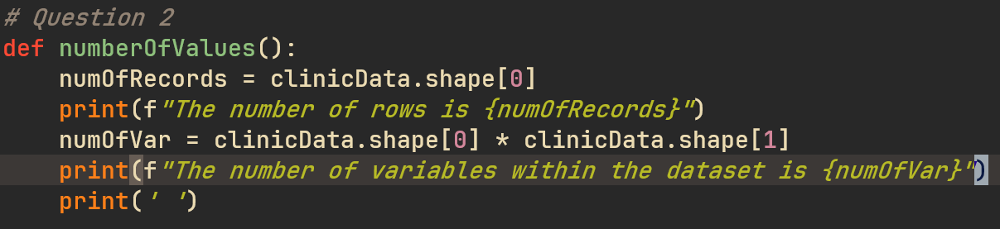 # Question 2
def numberOfValues():
    numOfRecords = clinicData.shape[0]
    print(f"The number of rows is {numOfRecords}")
    numOfVar = clinicData.shape[0] * clinicData.shape[1]
    print(f"The number of variables within the dataset is {numOfVar}")
    print(' ')